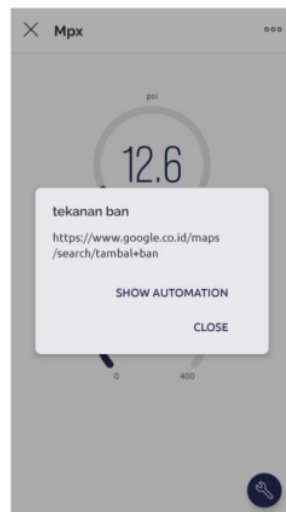 Mpx
psi
12.6
tekanan ban
https://www.google.co.id/maps
/search/tambal+ban
SHOW AUTOMATION
CLOSE
0 400